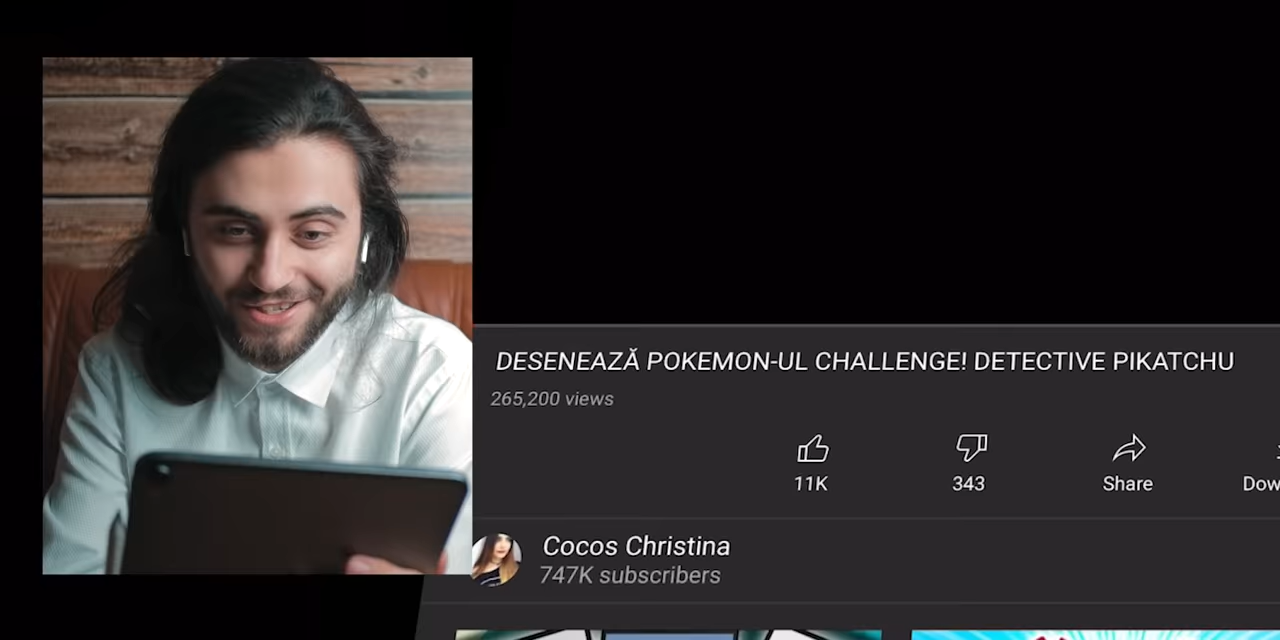 DESENEAZĂ POKEMON-UL CHALLENGE! DETECTIVE PIKATCHU
265,200 views
11K
343
Share
Cocos Christina
747K subscribers